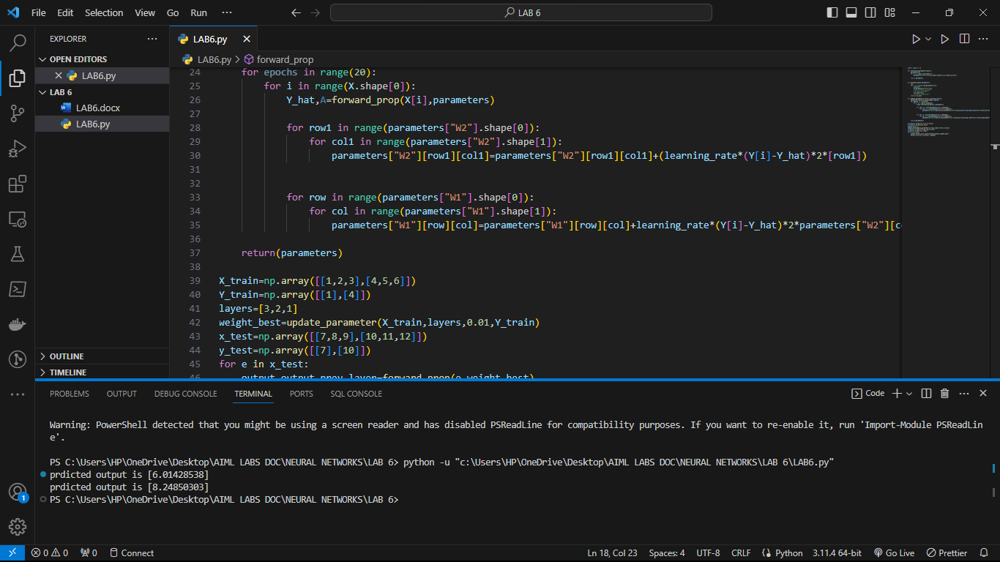 File Edit Selection View Go Run ··· LAB 6
EXPLORER ···
OPEN EDITORS
LAB6.py
LAB 6
LAB6.docx
LAB6.py
OUTLINE
TIMELINE
LAB6.py
LAB6.py > forward_prop
24 for epochs in range(20):
25 for i in range(X.shape[0]):
26 Y_hat,A=forward_prop(X[i],parameters)
27
28 for row1 in range(parameters["W2"].shape[0]):
29 for col1 in range(parameters["W2"].shape[1]):
30 parameters["W2"][row1][col1]=parameters["W2"][row1][col1]+(learning_rate*(Y[i]-Y_hat)*2*[row1])
31
32
33 for row in range(parameters["W1"].shape[0]):
34 for col in range(parameters["W1"].shape[1]):
35 parameters["W1"][row][col]=parameters["W1"][row][col]+learning_rate*(Y[i]-Y_hat)*2*parameters["W2"][c
36
37 return(parameters)
38
39 X_train=np.array([[1,2,3],[4,5,6]])
40 Y_train=np.array([[1],[4]])
41 layers=[3,2,1]
42 weight_best=update_parameter(X_train,layers,0.01,Y_train)
43 x_test=np.array([[7,8,9],[10,11,12]])
44 y_test=np.array([[7],[10]])
45 for e in x_test:
46 output,output_prev_layer=forward_prop(e,weight_best)
PROBLEMS OUTPUT DEBUG CONSOLE TERMINAL PORTS SQL CONSOLE Code
Warning: PowerShell detected that you might be using a screen reader and has disabled PSReadLine for compatibility purposes. If you want to re-enable it, run 'Import-Module PSReadLin
e'.
PS C:\Users\HP\OneDrive\Desktop\AIML LABS DOC\NEURAL NETWORKS\LAB 6> python -u "c:\Users\HP\OneDrive\Desktop\AIML LABS DOC\NEURAL NETWORKS\LAB 6\LAB6.py"
prdicted output is [6.01428538]
prdicted output is [8.24850303]
PS C:\Users\HP\OneDrive\Desktop\AIML LABS DOC\NEURAL NETWORKS\LAB 6>
1
0 0 0 Connect Ln 18, Col 23 Spaces: 4 UTF-8 CRLF Python 3.11.4 64-bit Go Live Prettier